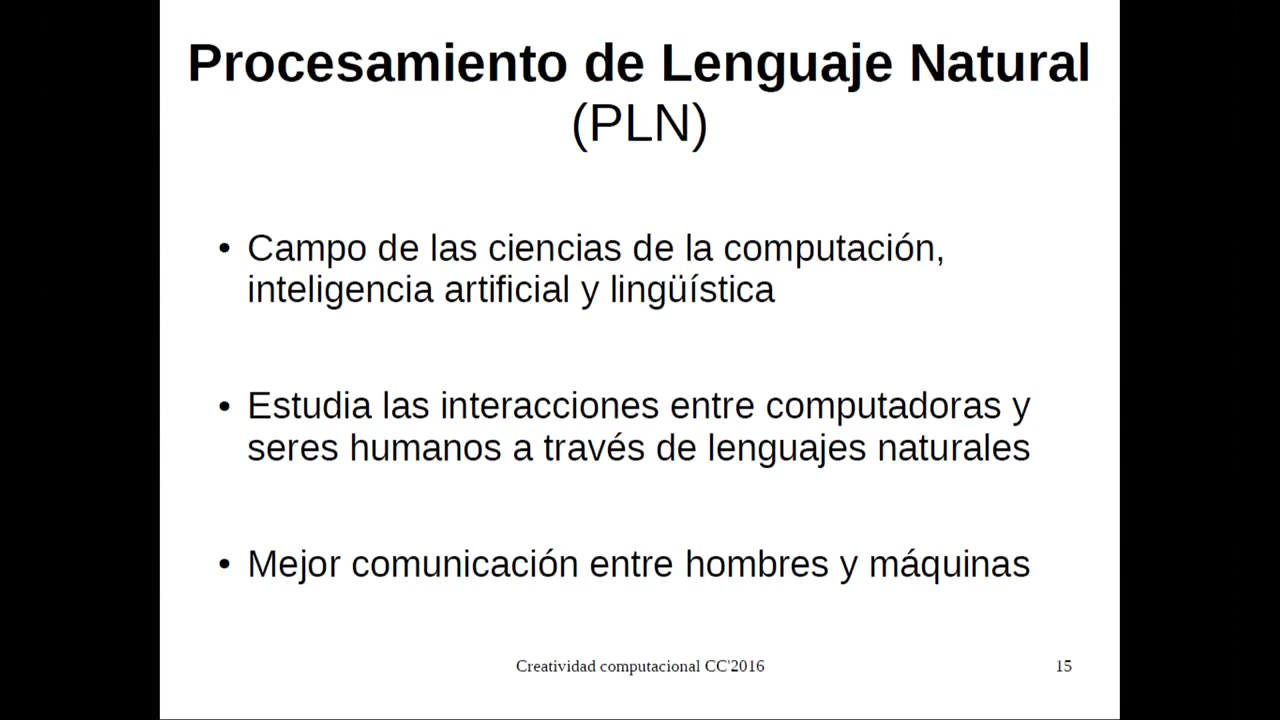 Procesamiento de Lenguaje Natural
(PLN)
• Campo de las ciencias de la computación,
inteligencia artificial y lingüística
• Estudia las interacciones entre computadoras y
seres humanos a través de lenguajes naturales
• Mejor comunicación entre hombres y máquinas
Creatividad computacional CC'2016
15